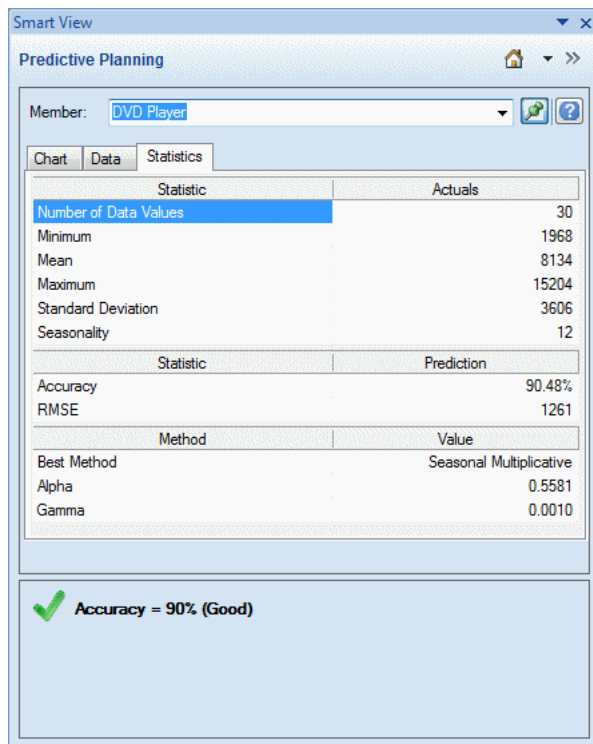 Smart View
Predictive Planning
Member: DVD Player
Chart Data Statistics
Statistic Actuals
Number of Data Values 30
Minimum 1968
Mean 8134
Maximum 15204
Standard Deviation 3606
Seasonality 12
Statistic Prediction
Accuracy 90.48%
RMSE 1261
Method Value
Best Method Seasonal Multiplicative
Alpha 0.5581
Gamma 0.0010
Accuracy = 90% (Good)